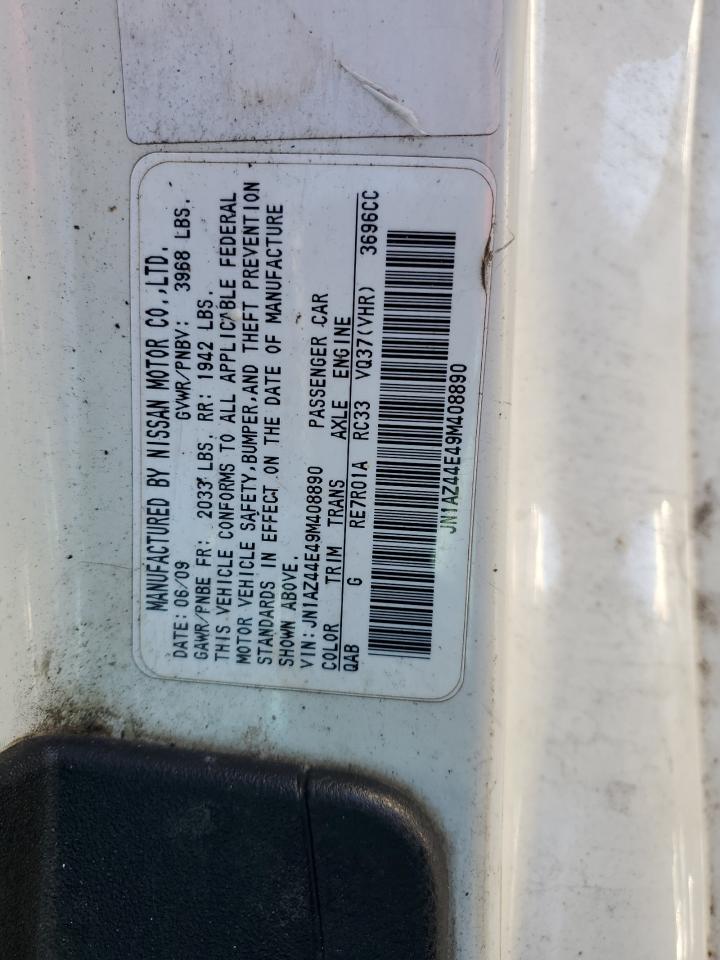 MANUFACTURED BY NISSAN MOTOR CO.,LTD.
DATE: 06/09 GVWR/PNBV: 3968 LBS.
GAWR/PNBE FR: 2033 LBS. RR: 1942 LBS.
THIS VEHICLE CONFORMS TO ALL APPLICABLE FEDERAL
MOTOR VEHICLE SAFETY,BUMPER,AND THEFT PREVENTION
STANDARDS IN EFFECT ON THE DATE OF MANUFACTURE
SHOWN ABOVE.
VIN:JN1AZ44E49M408890 PASSENGER CAR
COLOR TRIM TRANS AXLE ENGINE
QAB G RE7R01A RC33 VQ37(VHR) 3696CC
JN1AZ44E49M408890